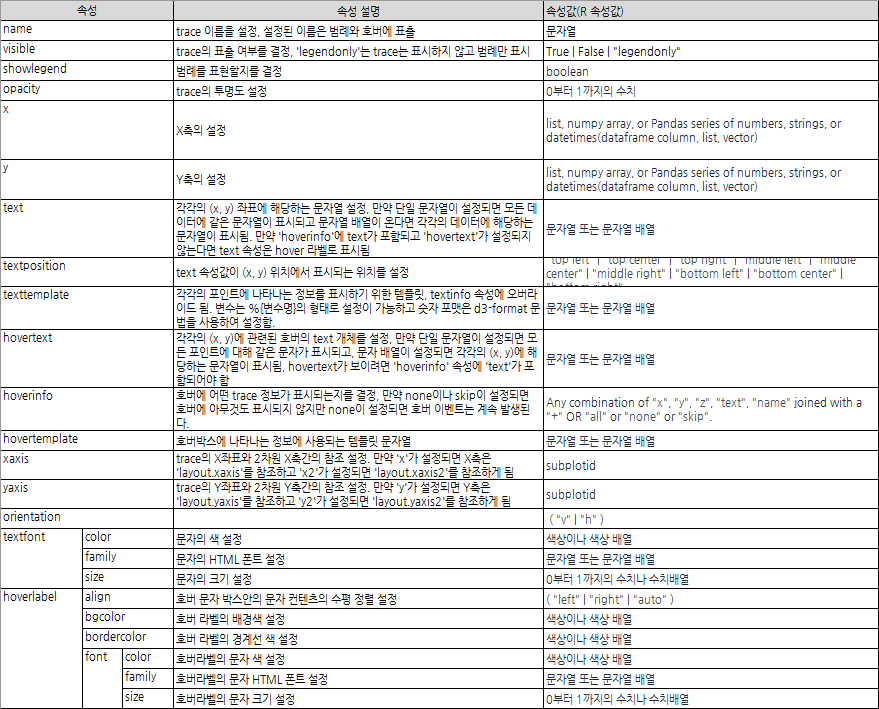 속성 속성 설명 속성값(R 속성값)
name trace 이름을 설정, 설정된 이름은 범례와 호버에 표출 문자열
visible trace의 표출 여부를 결정, 'legendonly'는 trace는 표시하지 않고 범례만 표시 True | False | "legendonly"
showlegend 범례를 표현할지를 결정 boolean
opacity trace의 투명도 설정 0부터 1까지의 수치
x X축의 설정 list, numpy array, or Pandas series of numbers, strings, or
datetimes(dataframe column, list, vector)
y Y축의 설정 list, numpy array, or Pandas series of numbers, strings, or
datetimes(dataframe column, list, vector)
text 각각의 (x, y) 좌표에 해당하는 문자열 설정, 만약 단일 문자열이 설정되면 모든 데
이터에 같은 문자열이 표시되고 문자열 배열이 온다면 각각의 데이터에 해당하는
문자열이 표시됨. 만약 'hoverinfo'에 text가 포함되고 'hovertext'가 설정되지
않는다면 text 속성은 hover 라벨로 표시됨
문자열 또는 문자열 배열
textposition text 속성값이 (x, y) 위치에서 표시되는 위치를 설정
"top left" | "top center" | "top right" | "middle left" | "middle
center" | "middle right" | "bottom left" | "bottom center" |
"bottom right"
texttemplate 각각의 포인트에 나타나는 정보를 표시하기 위한 템플릿, textinfo 속성에 오버라
이드 됨. 변수는 %{변수명}의 형태로 설정이 가능하고 숫자 포맷은 d3-format 문
법을 사용하여 설정함.
문자열 또는 문자열 배열
hovertext 각각의 (x, y)에 관련된 호버의 text 개체를 설정, 만약 단일 문자열이 설정되면 모
든 포인트에 대해 같은 문자가 표시되고, 문자 배열이 설정되면 각각의 (x, y)에 해
당하는 문자열이 표시됨, hovertext가 보이려면 'hoverinfo' 속성에 'text'가 포
함되어야 함
문자열 또는 문자열 배열
hoverinfo 호버에 어떤 trace 정보가 표시되는지를 결정, 만약 none이나 skip이 설정되면
호버에 아무것도 표시되지 않지만 none이 설정되면 호버 이벤트는 계속 발생된
다.
Any combination of "x", "y", "z", "text", "name" joined with a
"+" OR "all" or "none" or "skip".
hovertemplate 호버박스에 나타나는 정보에 사용되는 템플릿 문자열 문자열 또는 문자열 배열
xaxis trace의 X좌표와 2차원 X축간의 참조 설정. 만약 'x'가 설정되면 X축은
'layout.xaxis'를 참조하고 'x2'가 설정되면 'layout.xaxis2'를 참조하게 됨
subplotid
yaxis trace의 Y좌표와 2차원 Y축간의 참조 설정. 만약 'y'가 설정되면 Y축은
'layout.yaxis'를 참조하고 'y2'가 설정되면 'layout.yaxis2'를 참조하게 됨
subplotid
orientation ( "v" | "h" )
textfont color 문자의 색 설정 색상이나 색상 배열
family 문자의 HTML 폰트 설정 문자열 또는 문자열 배열
size 문자의 크기 설정 0부터 1까지의 수치나 수치배열
hoverlabel align 호버 문자 박스안의 문자 컨텐츠의 수평 정렬 설정 ( "left" | "right" | "auto" )
bgcolor 호버 라벨의 배경색 설정 색상이나 색상 배열
bordercolor 호버 라벨의 경계선 색 설정 색상이나 색상 배열
font color 호버라벨의 문자 색 설정 색상이나 색상 배열
family 호버라벨의 문자 HTML 폰트 설정 문자열 또는 문자열 배열
size 호버라벨의 문자 크기 설정 0부터 1까지의 수치나 수치배열